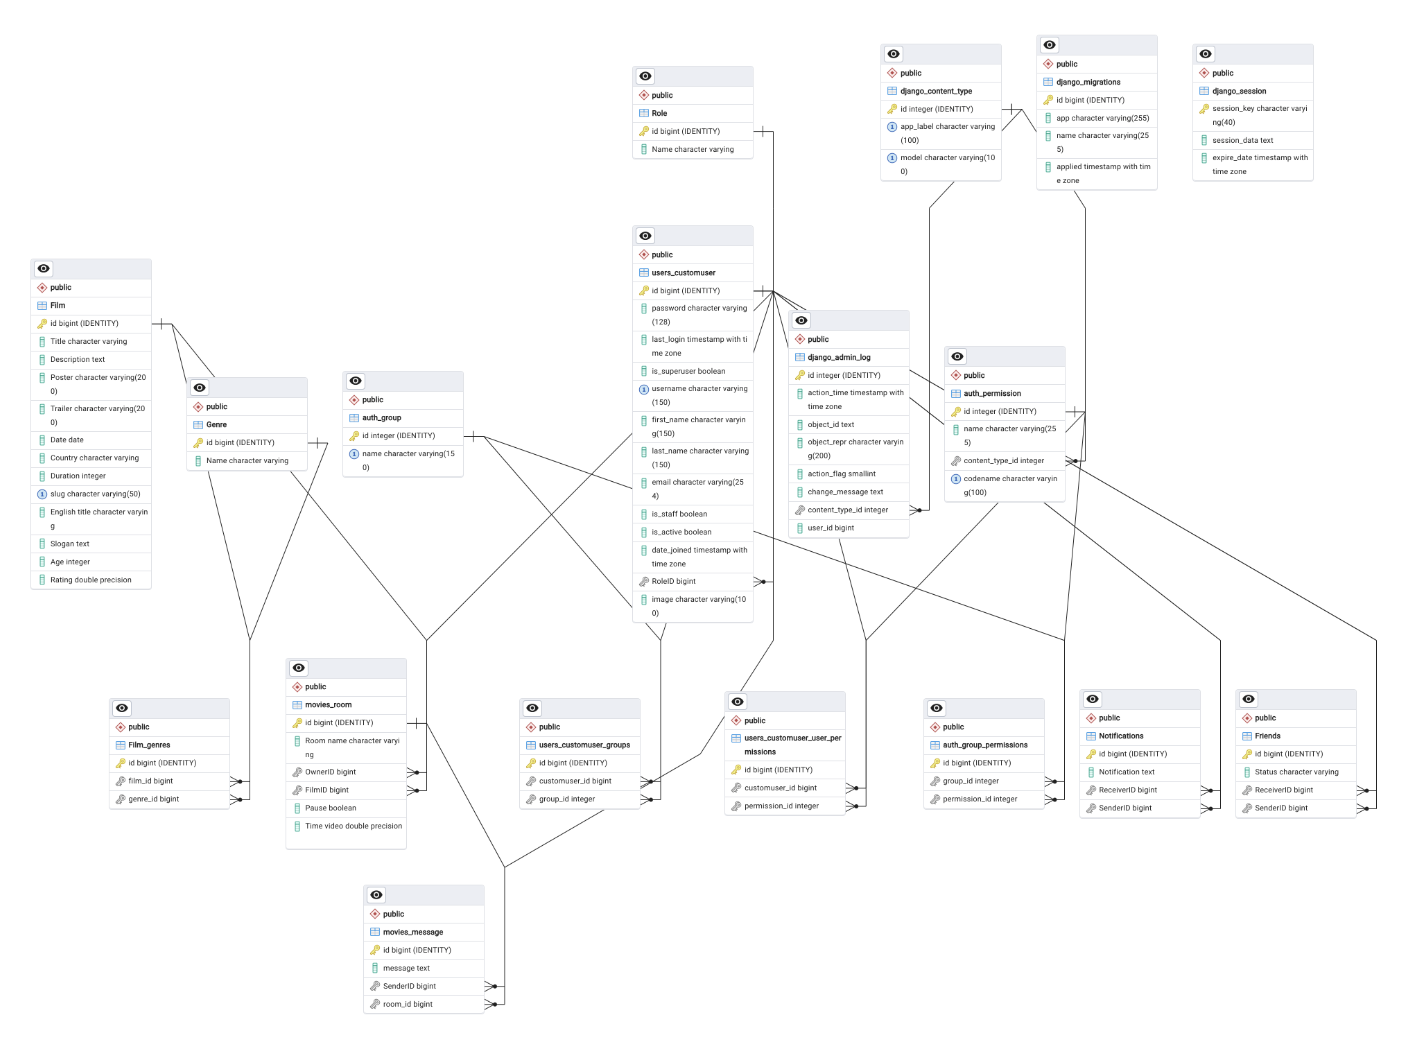 public
Role
id bigint (IDENTITY)
Name character varying
public
django_content_type
id integer (IDENTITY)
app_label character varying
(100)
model character varying(10
0)
public
django_migrations
id bigint (IDENTITY)
app character varying(255)
name character varying(25
5)
applied timestamp with tim
e zone
public
django_session
session_key character varyi
ng(40)
session_data text
expire_date timestamp with
time zone
public
Film
id bigint (IDENTITY)
Title character varying
Description text
Poster character varying(20
0)
Trailer character varying(20
0)
Date date
Country character varying
Duration integer
slug character varying(50)
English title character varyin
g
Slogan text
Age integer
Rating double precision
public
Genre
id bigint (IDENTITY)
Name character varying
public
auth_group
id integer (IDENTITY)
name character varying(15
0)
public
users_customuser
id bigint (IDENTITY)
password character varying
(128)
last_login timestamp with ti
me zone
is_superuser boolean
username character varying
(150)
first_name character varyin
g(150)
last_name character varying
(150)
email character varying(25
4)
is_staff boolean
is_active boolean
date_joined timestamp with
time zone
RoleID bigint
image character varying(10
0)
public
django_admin_log
id integer (IDENTITY)
action_time timestamp with
time zone
object_id text
object_repr character varyin
g(200)
action_flag smallint
change_message text
content_type_id integer
user_id bigint
public
auth_permission
id integer (IDENTITY)
name character varying(25
5)
content_type_id integer
codename character varyin
g(100)
public
Film_genres
id bigint (IDENTITY)
film_id bigint
genre_id bigint
public
movies_room
id bigint (IDENTITY)
Room name character varyi
ng
OwnerID bigint
FilmID bigint
Pause boolean
Time video double precision
public
users_customuser_groups
id bigint (IDENTITY)
customuser_id bigint
group_id integer
public
users_customuser_user_per
missions
id bigint (IDENTITY)
customuser_id bigint
permission_id integer
public
auth_group_permissions
id bigint (IDENTITY)
group_id integer
permission_id integer
public
Notifications
id bigint (IDENTITY)
Notification text
ReceiverID bigint
SenderID bigint
public
Friends
id bigint (IDENTITY)
Status character varying
ReceiverID bigint
SenderID bigint
public
movies_message
id bigint (IDENTITY)
message text
SenderID bigint
room_id bigint